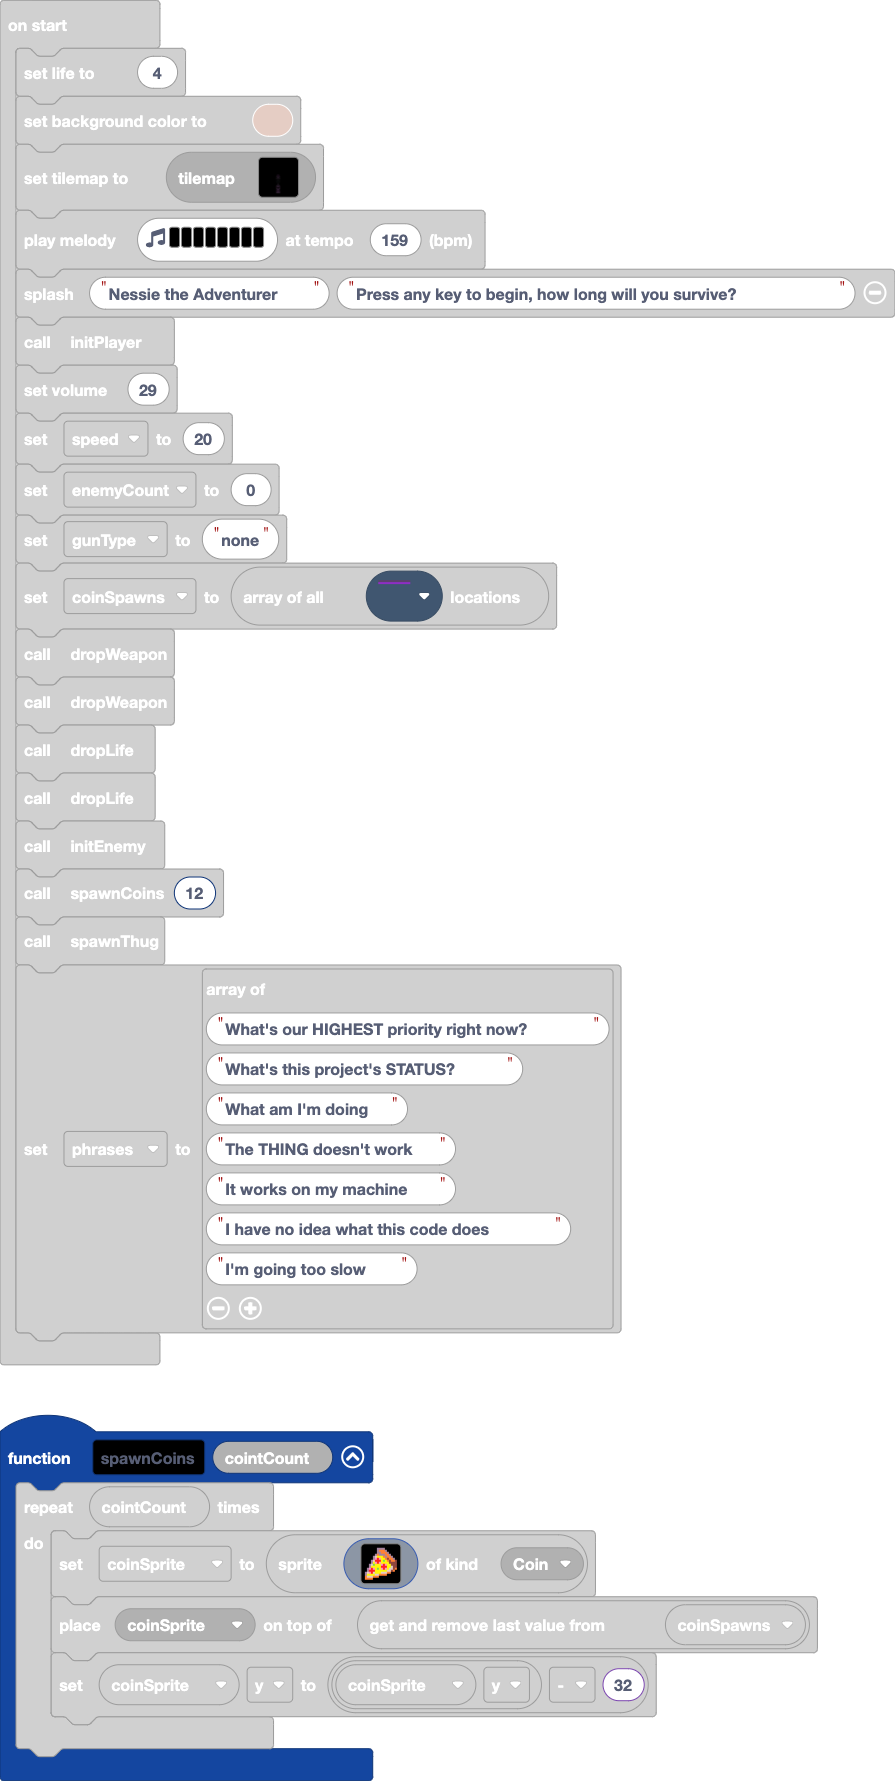 on start
set life to 4
set background color to
set tilemap to tilemap
play melody at tempo 159 (bpm)
splash "Nessie the Adventurer" "Press any key to begin, how long will you survive?"
call initPlayer
set volume 29
set speed to 20
set enemyCount to 0
set gunType to "none"
set coinSpawns to array of all locations
call dropWeapon
call dropWeapon
call dropLife
call dropLife
call initEnemy
call spawnCoins 12
call spawnThug
array of
"What's our HIGHEST priority right now?"
"What's this project's STATUS?"
"What am I'm doing"
set phrases to "The THING doesn't work"
"It works on my machine"
"I have no idea what this code does"
"I'm going too slow"
function spawnCoins cointCount
repeat cointCount times
do
set coinSprite to sprite of kind Coin
place coinSprite on top of get and remove last value from coinSpawns
set coinSprite y to coinSprite y - 32